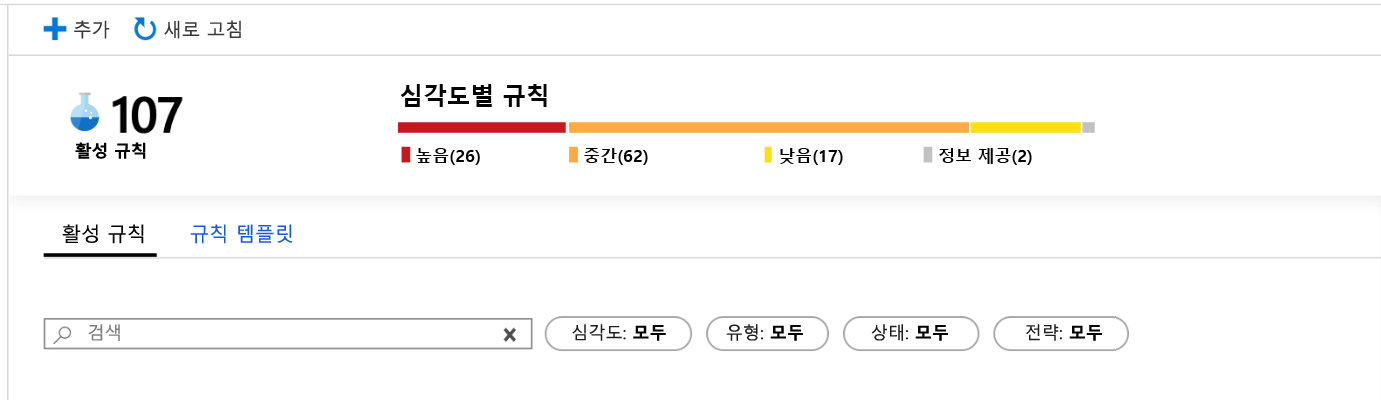 추가 새로 고침
107
활성 규칙
심각도별 규칙
높음(26) 중간(62) 낮음(17) 정보 제공(2)
활성 규칙 규칙 템플릿
검색 심각도: 모두 유형: 모두 상태: 모두 전략: 모두